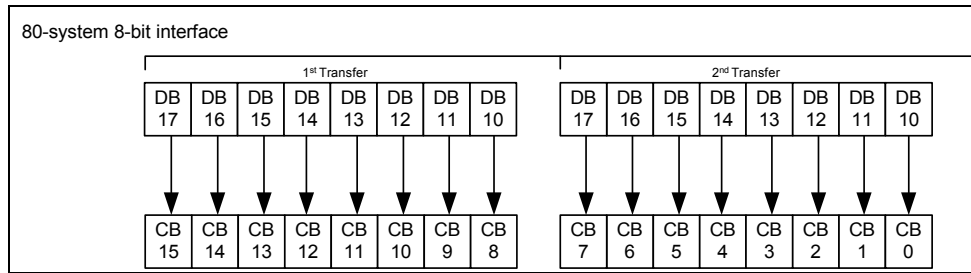 80-system 8-bit interface
1st Transfer 2nd Transfer
DB DB DB DB DB DB DB DB DB DB DB DB DB DB DB DB
17 16 15 14 13 12 11 10 17 16 15 14 13 12 11 10
CB CB CB CB CB CB CB CB CB CB CB CB CB CB CB CB
15 14 13 12 11 10 9 8 7 6 5 4 3 2 1 0